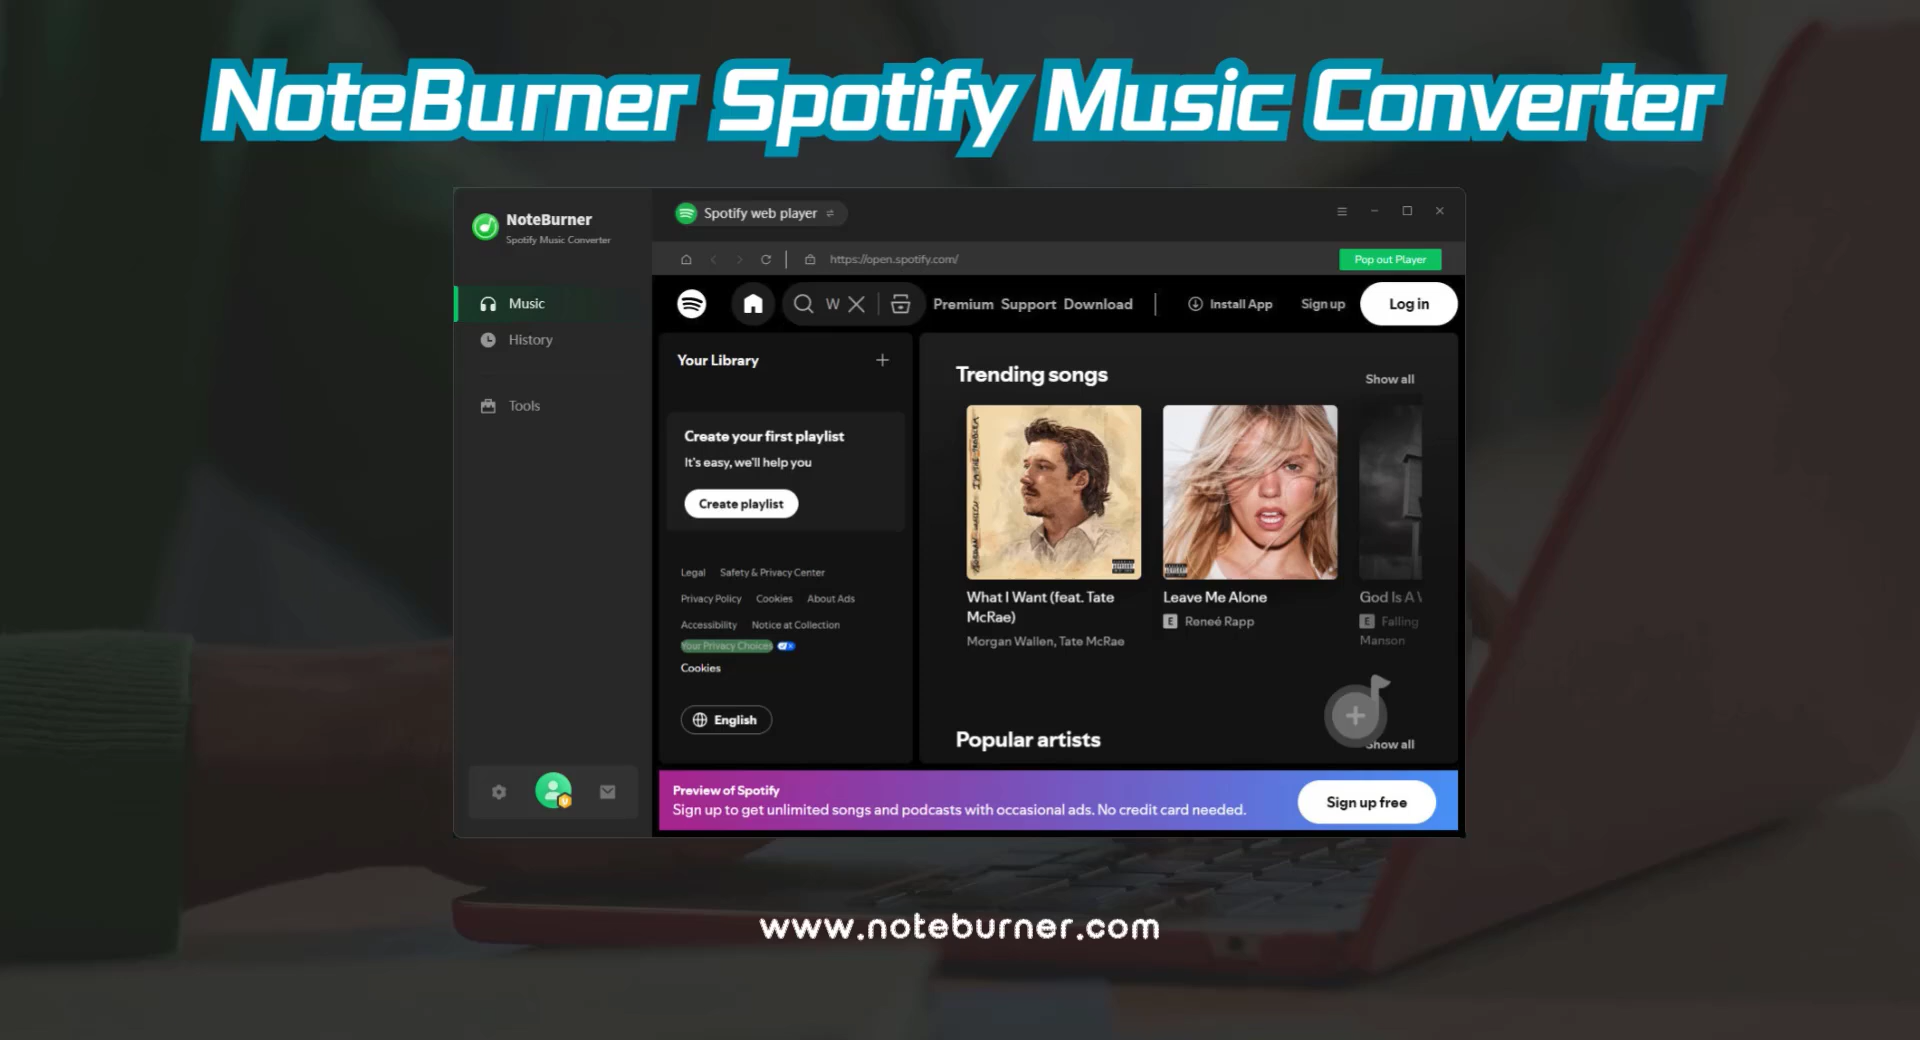 NoteBurner Spotify Music Converter
NoteBurner
Spotify Music Converter
Spotify web player
https://open.spotify.com/
Pop out Player
Music
History
Tools
W
Premium Support Download
Install App
Sign up
Log in
Your Library
Create your first playlist
It's easy, we'll help you
Create playlist
Legal Safety & Privacy Center
Privacy Policy Cookies About Ads
Accessibility Notice at Collection
Your Privacy Choices
Cookies
English
Trending songs
Show all
What I Want (feat. Tate
McRae)
Morgan Wallen, Tate McRae
Leave Me Alone
E Reneé Rapp
God Is A
E Falling
Manson
Popular artists
Show all
Preview of Spotify
Sign up to get unlimited songs and podcasts with occasional ads. No credit card needed.
Sign up free
www.noteburner.com